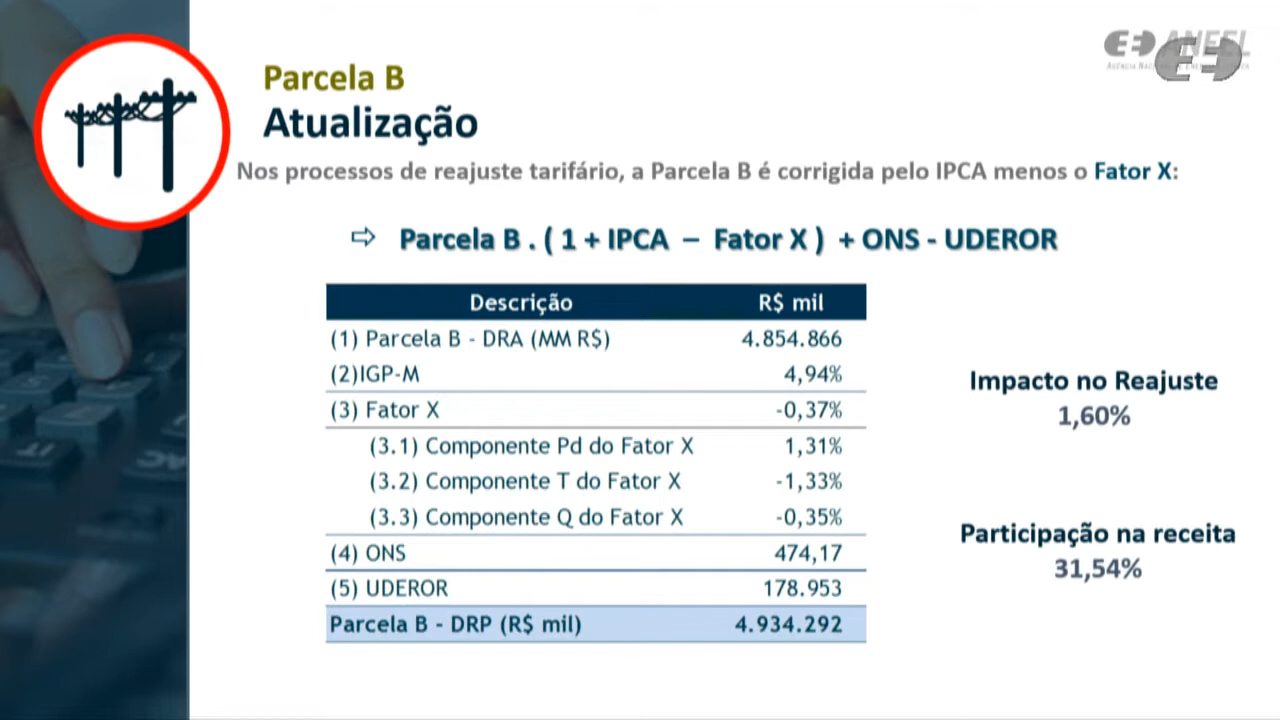 ANEEL
Parcela B
Atualização
Nos processos de reajuste tarifário, a Parcela B é corrigida pelo IPCA menos o Fator X:
⇨ Parcela B . ( 1 + IPCA – Fator X ) + ONS - UDEROR
Descrição R$ mil
(1) Parcela B - DRA (MM R$) 4.854.866
(2)IGP-M 4,94%
(3) Fator X -0,37%
(3.1) Componente Pd do Fator X 1,31%
(3.2) Componente T do Fator X -1,33%
(3.3) Componente Q do Fator X -0,35%
(4) ONS 474,17
(5) UDEROR 178.953
Parcela B - DRP (R$ mil) 4.934.292
Impacto no Reajuste
1,60%
Participação na receita
31,54%